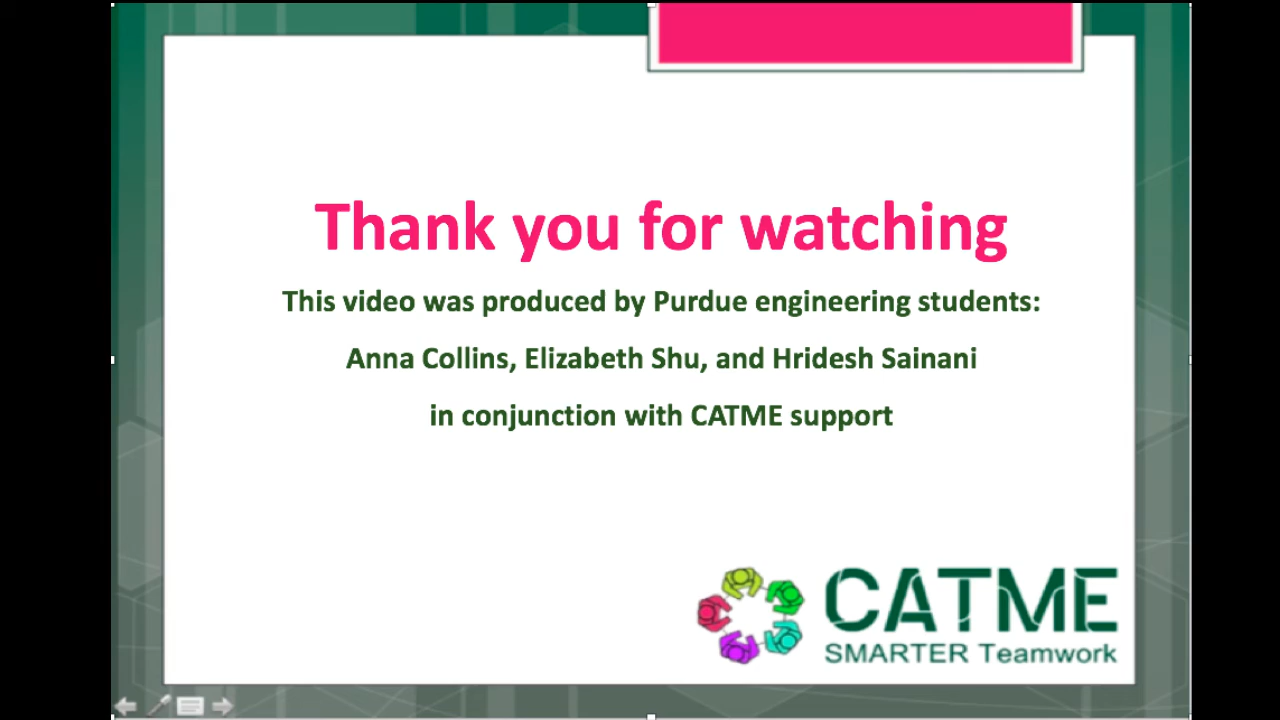 Thank you for watching
This video was produced by Purdue engineering students:
Anna Collins, Elizabeth Shu, and Hridesh Sainani
in conjunction with CATME support
CATME
SMARTER Teamwork